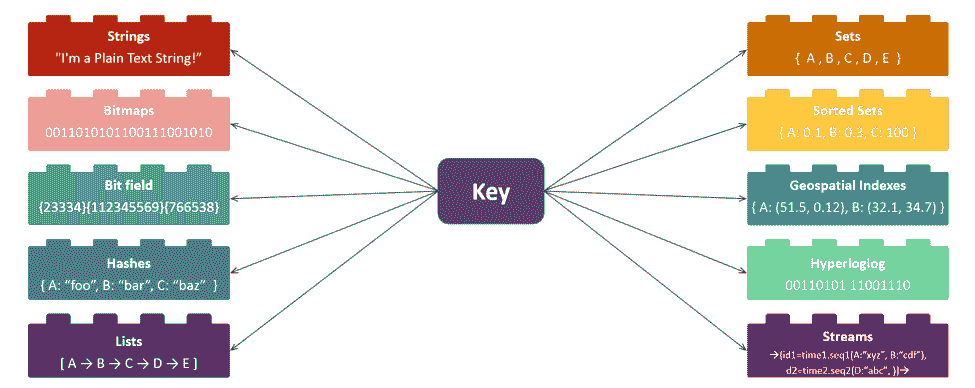 Strings
"I'm a Plain Text String!”
Bitmaps
0011010101100111001010
Bit field
{23334}{112345569}{766538}
Hashes
{ A: “foo”, B: “bar”, C: “baz” }
Lists
[ A → B → C → D → E ]
Key
Sets
{ A , B , C , D , E }
Sorted Sets
{ A: 0.1, B: 0.3, C: 100 }
Geospatial Indexes
{ A: (51.5, 0.12), B: (32.1, 34.7) }
Hyperloglog
00110101 11001110
Streams
→{id1=time1.seq1(A:“xyz”, B:“cdf”),
d2=time2.seq2(D:“abc”, )}→